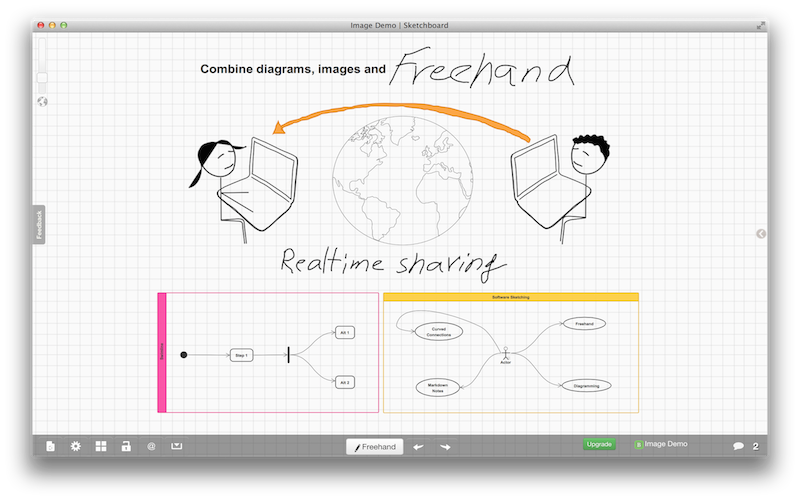 Image Demo | Sketchboard
Combine diagrams, images and Freehand
Feedback
Realtime sharing
Software Sketching
Step 1
Alt 1
Alt 2
Curved
Connections
Freehand
Actor
Markdown
Notes
Diagramming
Freehand
Upgrade
B Image Demo
2